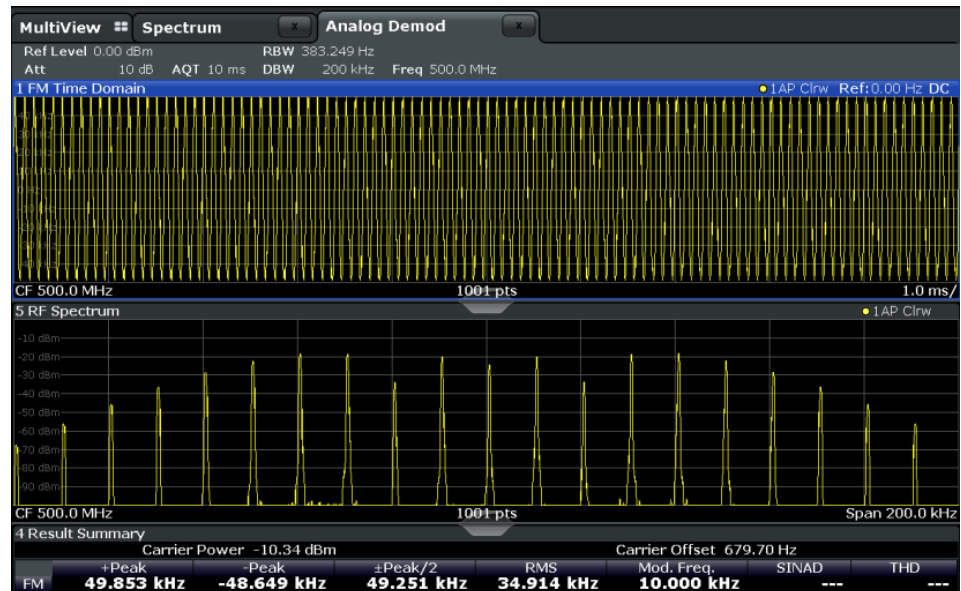 MultiView Spectrum x Analog Demod x
Ref Level 0.00 dBm RBW 383.249 Hz
Att 10 dB AQT 10 ms DBW 200 kHz Freq 500.0 MHz
1 FM Time Domain 1AP Clrw Ref:0.00 Hz DC
CF 500.0 MHz 1001 pts 1.0 ms/
5 RF Spectrum 1AP Clrw
-10 dBm
-20 dBm
-30 dBm
-40 dBm
-50 dBm
-60 dBm
-70 dBm
-80 dBm
-90 dBm
CF 500.0 MHz 1001 pts Span 200.0 kHz
4 Result Summary
Carrier Power -10.34 dBm Carrier Offset 679.70 Hz
+Peak -Peak ±Peak/2 RMS Mod. Freq. SINAD THD
FM 49.853 kHz -48.649 kHz 49.251 kHz 34.914 kHz 10.000 kHz --- ---